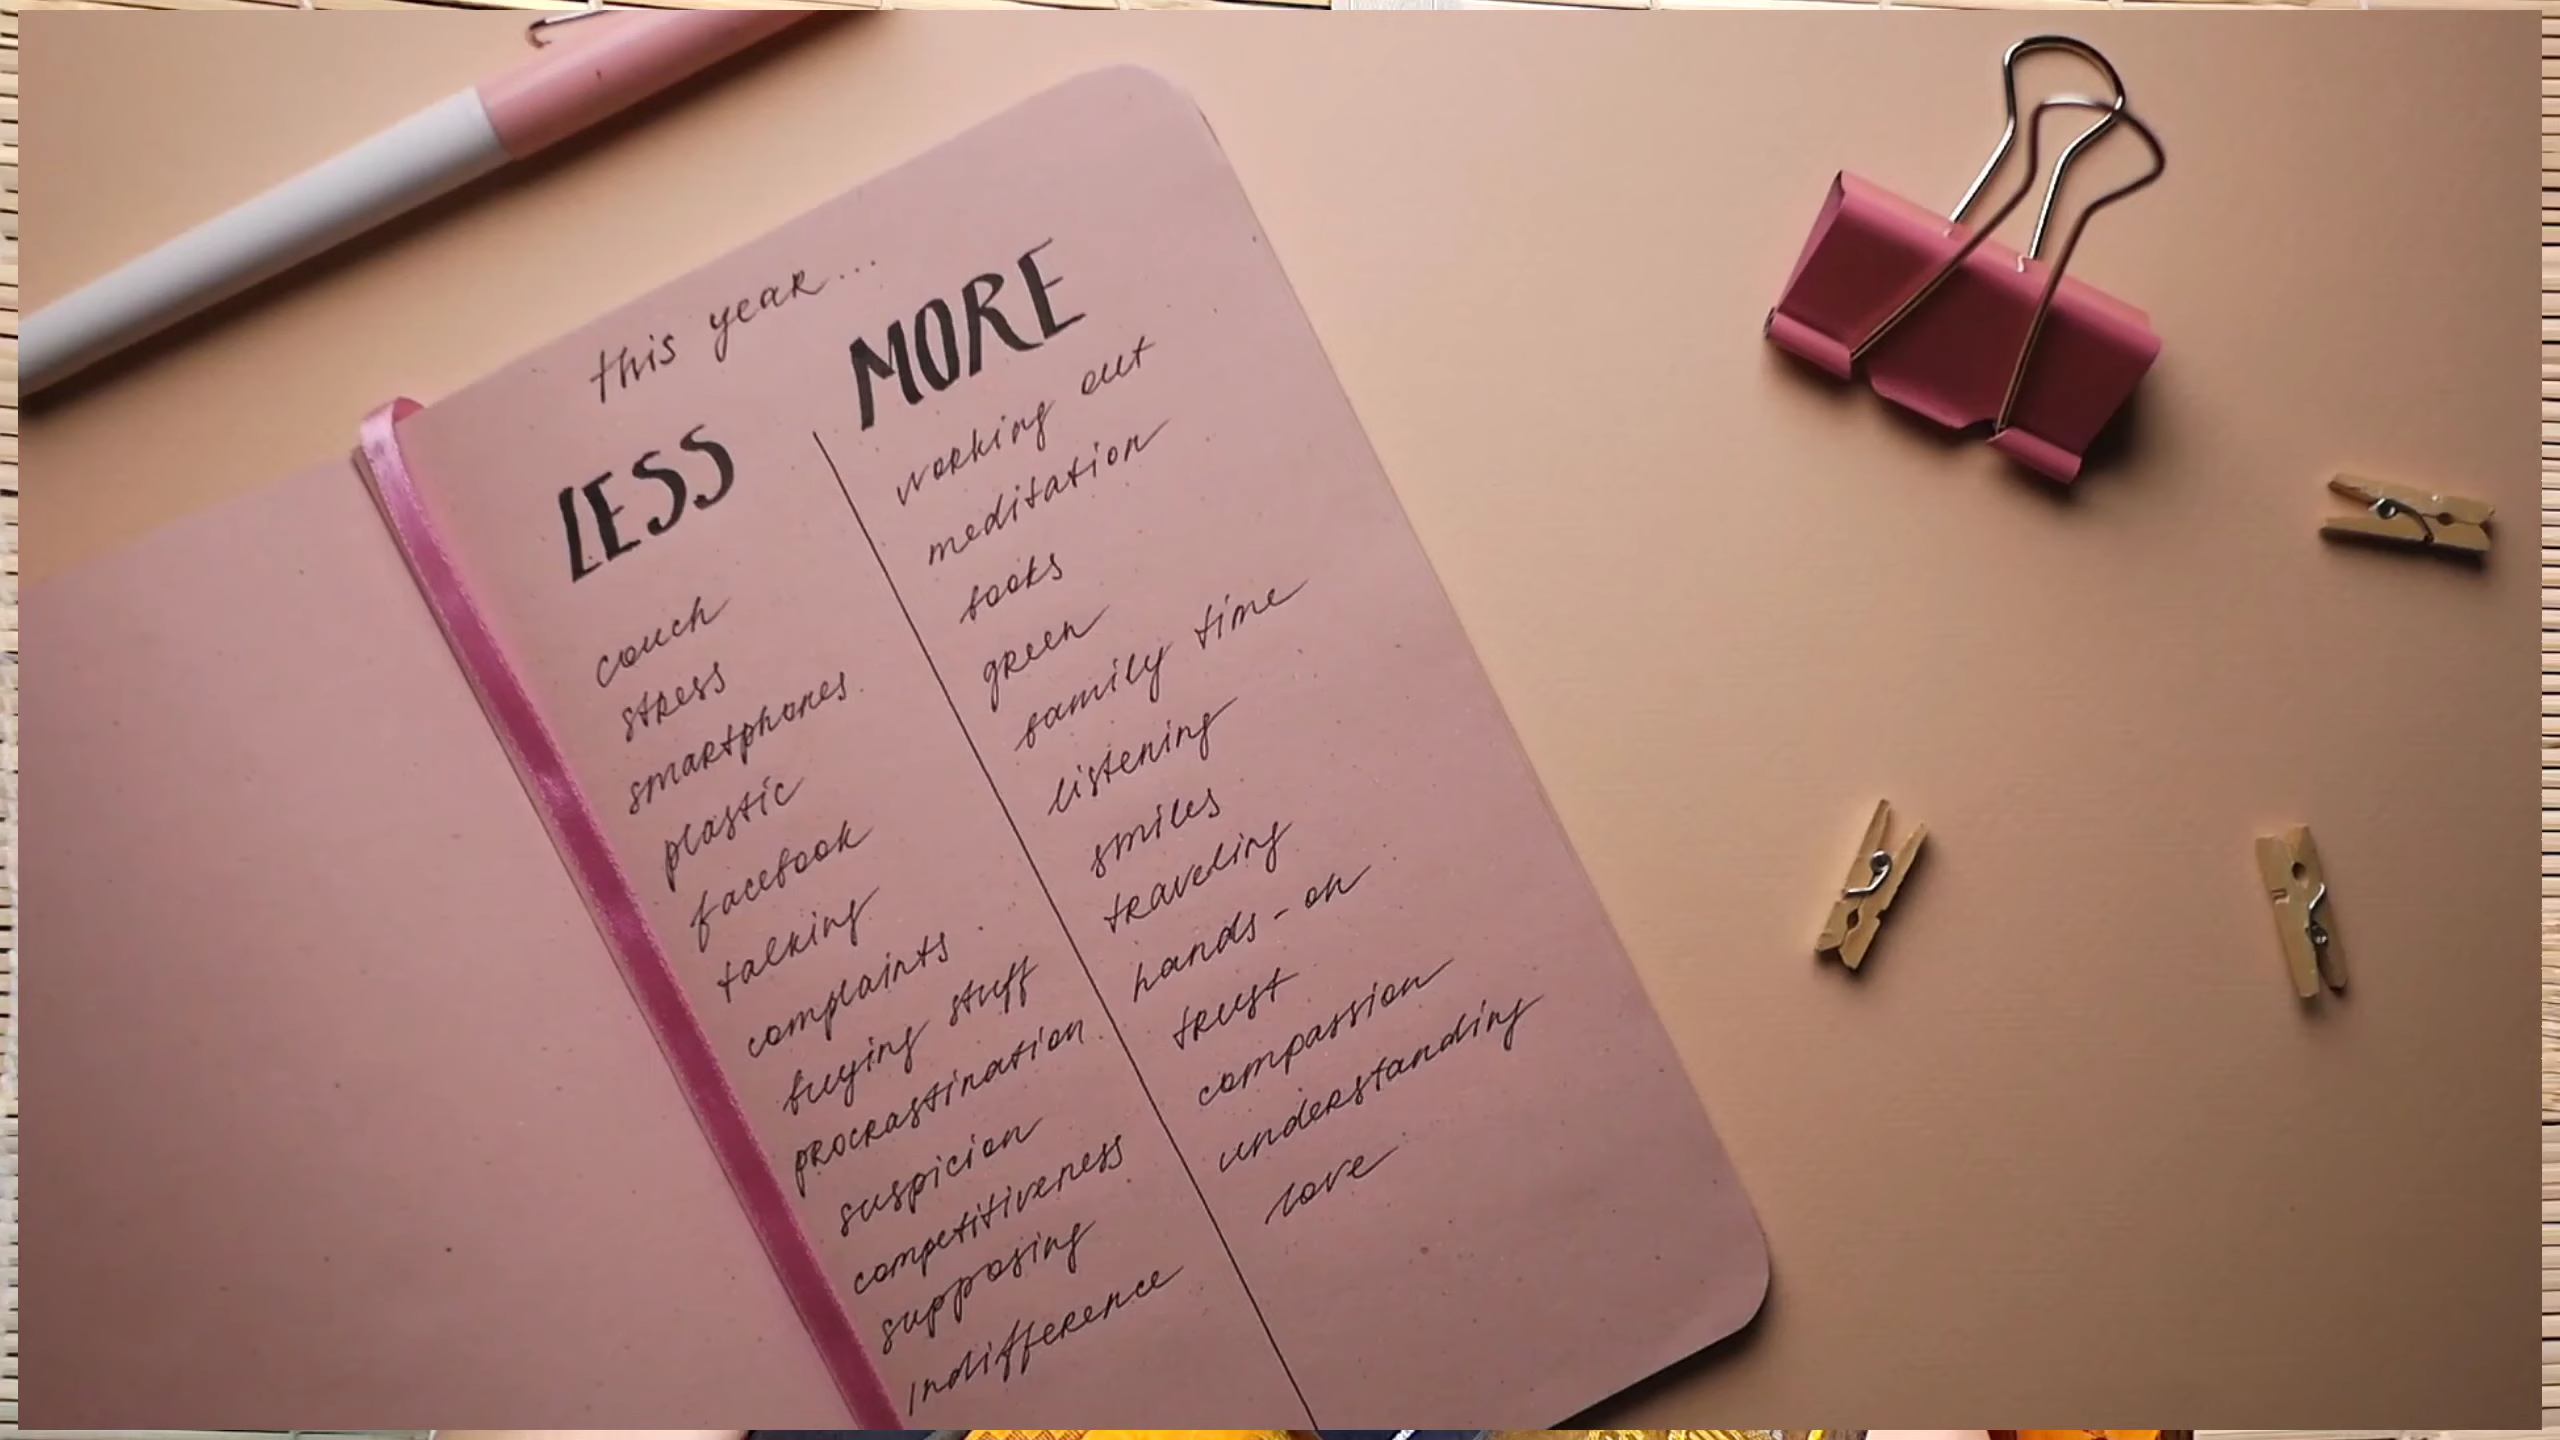 this year...
LESS
couch
stress
smartphones
plastic
facebook
talking
complaints
buying stuff
procrastination
suspicion
competitiveness
supposing
Indifference
MORE
working out
meditation
books
green
family time
listening
smiles
traveling
hands-on
trust
compassion
understanding
love